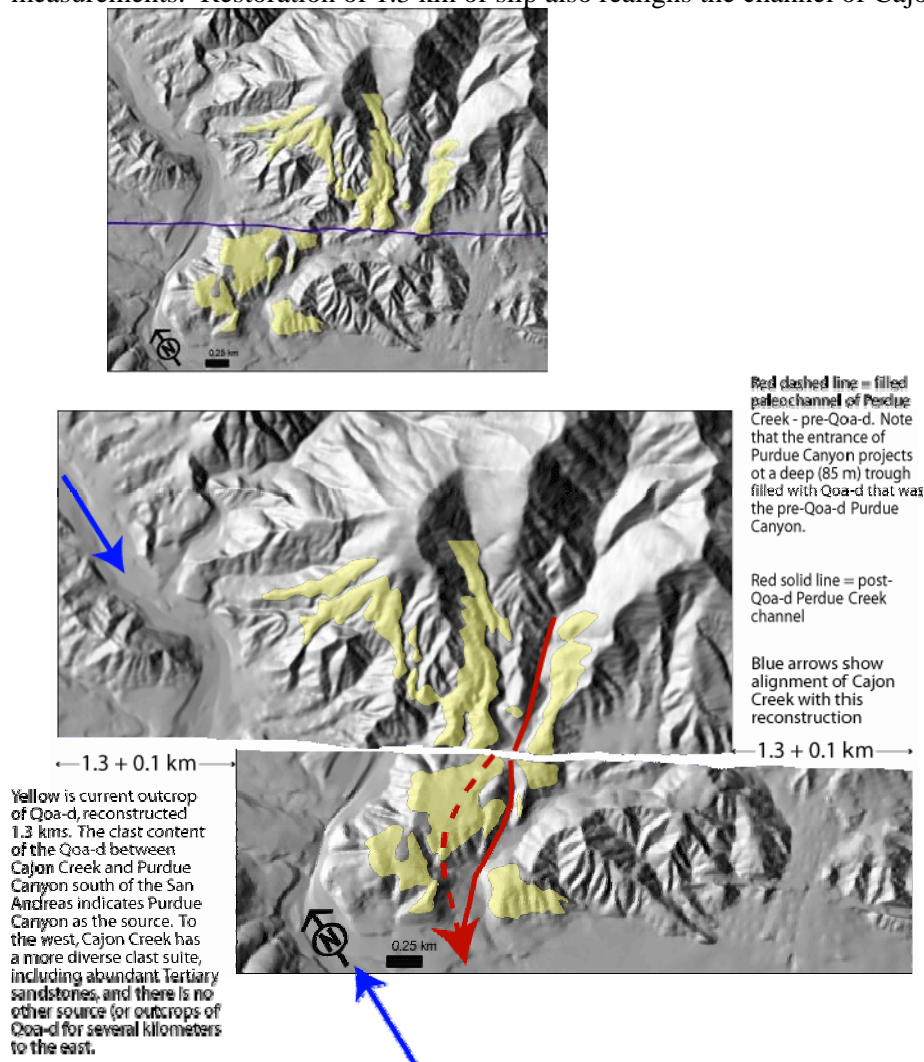 measurements. Restoration of 1.3 km of slip also realigns the channel of Cajo
N
0.25 km
Red dashed line = filled
paleochannel of Perdue
Creek - pre-Qoa-d. Note
that the entrance of
Purdue Canyon projects
ot a deep (85 m) trough
filled with Qoa-d that was
the pre-Qoa-d Purdue
Canyon.
Red solid line = post-
Qoa-d Perdue Creek
channel
Blue arrows show
alignment of Cajon
Creek with this
reconstruction
1.3 + 0.1 km
1.3 + 0.1 km
Yellow is current outcrop
of Qoa-d, reconstructed
1.3 kms. The clast content
of the Qoa-d between
Cajon Creek and Purdue
Canyon south of the San
Andreas indicates Purdue
Canyon as the source. To
the west, Cajon Creek has
a more diverse clast suite,
including abundant Tertiary
sandstones, and there is no
other source (or outcrops of
Qoa-d for several kilometers
to the east.
N
0.25 km